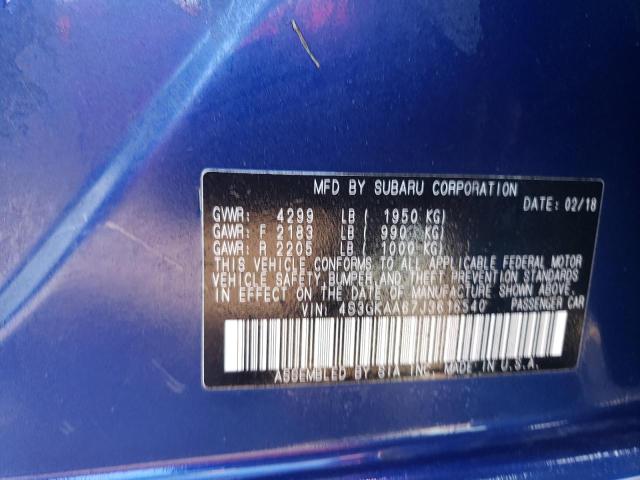 MFD BY SUBARU CORPORATION
DATE: 02/18
GVWR: 4299 LB ( 1950 KG)
GAWR: F 2183 LB ( 990 KG)
GAWR: R 2205 LB ( 1000 KG)
THIS VEHICLE CONFORMS TO ALL APPLICABLE FEDERAL MOTOR
VEHICLE SAFETY, BUMPER AND THEFT PREVENTION STANDARDS
IN EFFECT ON THE DATE OF MANUFACTURE SHOWN ABOVE.
VIN:
PASSENGER CAR
ASSEMBLED BY SIA INC. MADE IN U.S.A.